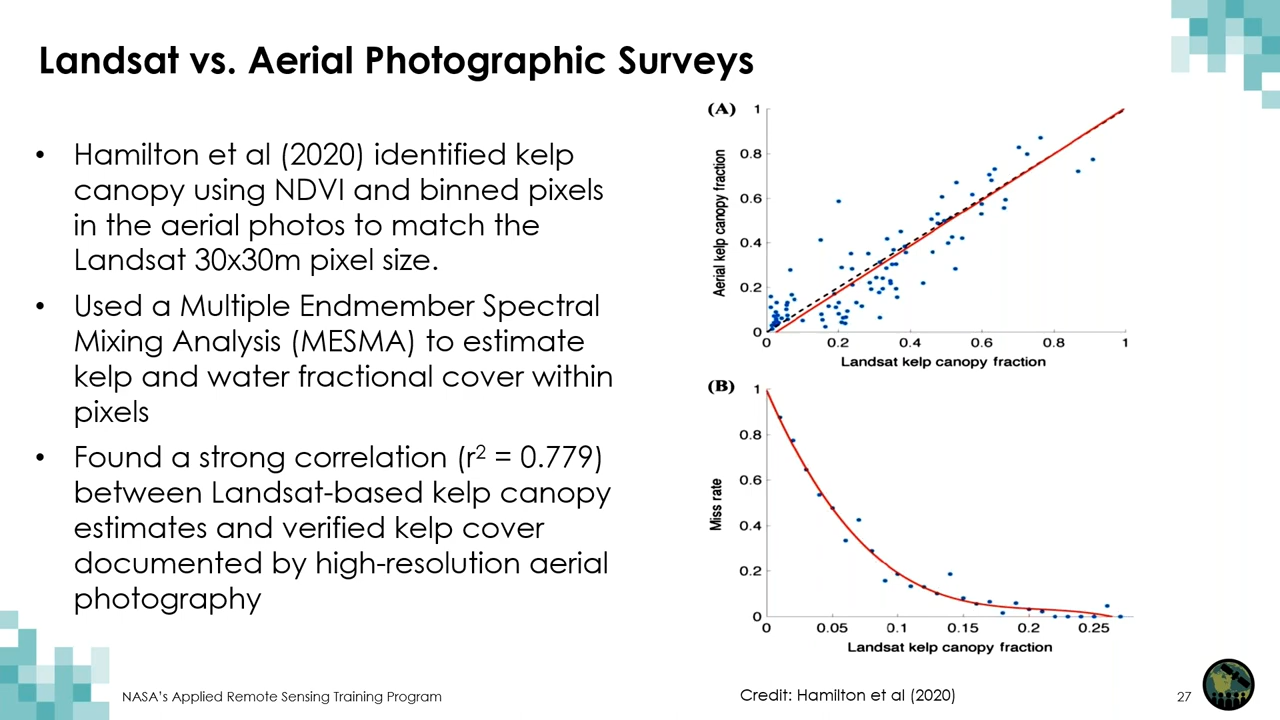 Landsat vs. Aerial Photographic Surveys
• Hamilton et al (2020) identified kelp
canopy using NDVI and binned pixels
in the aerial photos to match the
Landsat 30x30m pixel size.
• Used a Multiple Endmember Spectral
Mixing Analysis (MESMA) to estimate
kelp and water fractional cover within
pixels
• Found a strong correlation (r² = 0.779)
between Landsat-based kelp canopy
estimates and verified kelp cover
documented by high-resolution aerial
photography
(A)
Aerial kelp canopy fraction
1
0.8
0.6
0.4
0.2
0
0 0.2 0.4 0.6 0.8 1
Landsat kelp canopy fraction
(B)
Miss rate
1
0.8
0.6
0.4
0.2
0
0 0.05 0.1 0.15 0.2 0.25
Landsat kelp canopy fraction
NASA's Applied Remote Sensing Training Program
Credit: Hamilton et al (2020)
27